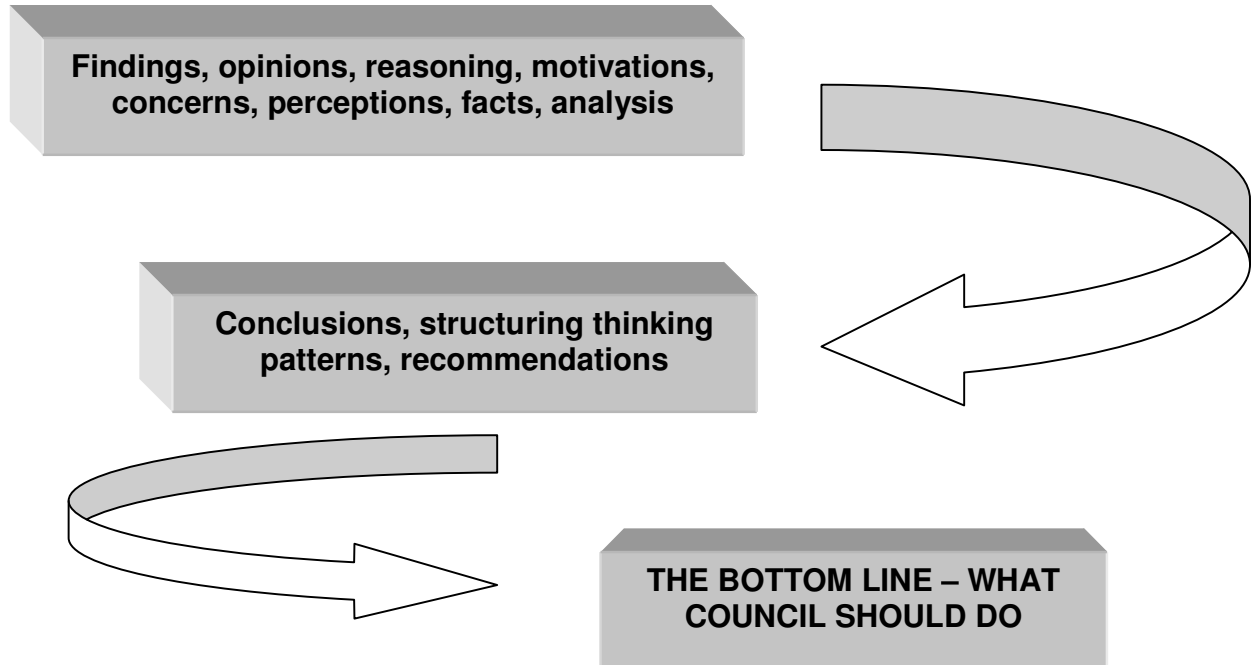 Findings, opinions, reasoning, motivations,
concerns, perceptions, facts, analysis
Conclusions, structuring thinking
patterns, recommendations
THE BOTTOM LINE – WHAT
COUNCIL SHOULD DO